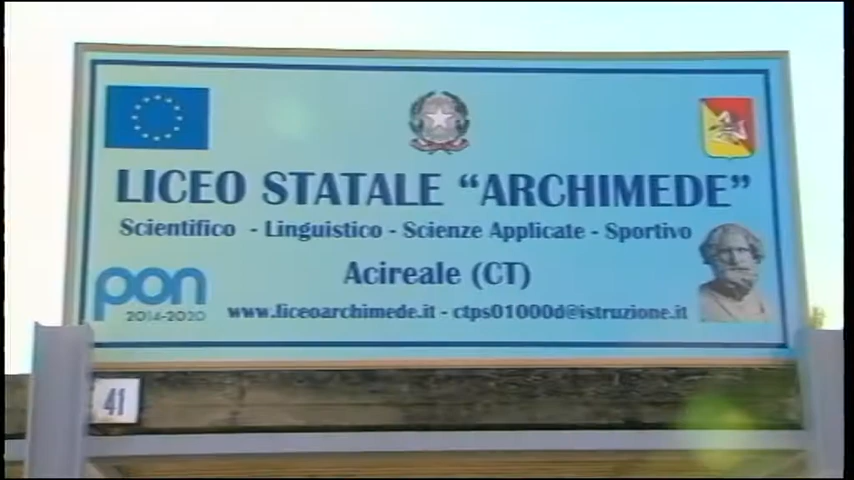 LICEO STATALE “ARCHIMEDE”
Scientifico - Linguistico - Scienze Applicate - Sportivo
Acireale (CT)
pon
2014-2020
www.liceoarchimede.it - ctps01000d@istruzione.it
41